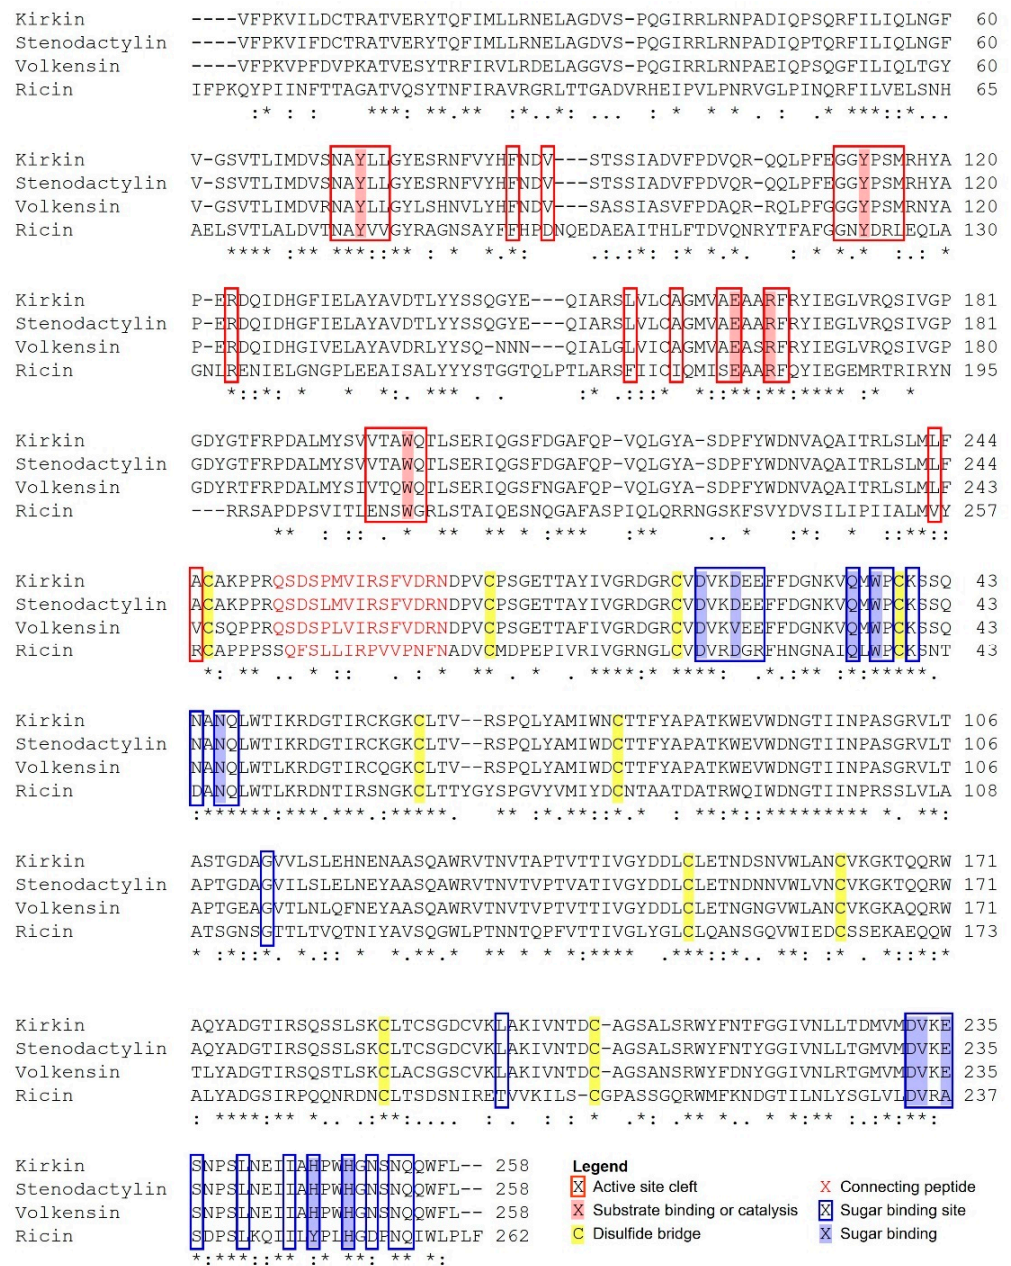 Kirkin ----VFPKVILDCTRATVERYTQFIMLLRNELAGDVS-PQGIRRLRNPADIQPSQRFILIQLNGF 60
Stenodactylin ----VFPKVIFDCTRATVERYTQFIMLLRNELAGDVS-PQGIRRLRNPADIQPTQRFILIQLNGF 60
Volkensin ----VFPKVPFDVPKATVESYTRFIRVLRDELAGGVS-PQGIRRLRNPAEIQPSQGFILIQLTGY 60
Ricin IFPKQYPIINFTTAGATVQSYTNFIRAVRGRLTTGADVRHEIPVLPNRVGLPINQRFILVELSNH 65
:* : : ***: **.** :* .*: .. : * * * . : .* ***::*...
Kirkin V-GSVTLIMDVSNAYLLGYESRNFVYHFNDV---STSSIADVFPDVQR-QQLPFEGGYPSMRHYA 120
Stenodactylin V-SSVTLIMDVSNAYLLGYESRNFVYHFNDV---STSSIADVFPDVQR-QQLPFEGGYPSMRHYA 120
Volkensin V-GSVTLIMDVRNAYLLGYLSHNVLYHFNDV---SASSIASVFPDAQR-RQLPFGGGYPSMRNYA 120
Ricin AELSVTLALDVTNAYVVGYRAGNSAYFFHPDNQEDAEAITHLFTDVQNRYTFAFGGNYDRLEQLA 130
**** :** ***::** : * *.*: .:.:*: :*.*.*. : * *.* :.: *
Kirkin P-ERDQIDHGFIELAYAVDTLYYSSQGYE---QIARSLVLCAGMVAEAARFRYIEGLVRQSIVGP 181
Stenodactylin P-ERDQIDHGFIELAYAVDTLYYSSQGYE---QIARSLVLCAGMVAEAARFRYIEGLVRQSIVGP 181
Volkensin P-ERDQIDHGIVELAYAVDRLYYSQ-NNN---QIALGLVICAGMVAEASRFRYIEGLVRQSIVGP 180
Ricin GNLRENIELGNGPLEEAISALYYYSTGGTQLPTLARSFIICIQMISEAARFQYIEGEMRTRIRYN 195
*::*: * * *:. *** . . :* .:::* *::**:**:**** :* *
Kirkin GDYGTFRPDALMYSVVTAWQTLSERIQGSFDGAFQP-VQLGYA-SDPFYWDNVAQAITRLSLMLF 244
Stenodactylin GDYGTFRPDALMYSVVTAWQTLSERIQGSFDGAFQP-VQLGYA-SDPFYWDNVAQAITRLSLMLF 244
Volkensin GDYRTFRPDALMYSIVTQWQTLSERIQGSFNGAFQP-VQLGYA-SDPFYWDNVAQAITRLSLMLF 243
Ricin ---RRSAPDPSVITLENSWGRLSTAIQESNQGAFASPIQLQRRNGSKFSVYDVSILIPIIALMVY 257
** : ::. * ** ** * :*** :** .. * :*: *. ::**::
Kirkin ACAKPPRQSDSPMVIRSFVDRNDPVCPSGETTAYIVGRDGRCVDVKDEEFFDGNKVQMWPCKSSQ 43
Stenodactylin ACAKPPRQSDSLMVIRSFVDRNDPVCPSGETTAYIVGRDGRCVDVKDEEFFDGNKVQMWPCKSSQ 43
Volkensin VCSQPPRQSDSPLVIRSFVDRNDPVCPSGETTAFIVGRDGRCVDVKVEEFFDGNKVQMWPCKSSQ 43
Ricin RCAPPPSSQFSLLIRPVVPNFNADVCMDPEPIVRIVGRNGLCVDVRDGRFHNGNAIQLWPCKSNT 43
*: ** .. * :: . : * ** . *. . ****:* ****: .*.:** :*:*****.
Kirkin NANQLWTIKRDGTIRCKGKCLTV--RSPQLYAMIWNCTTFYAPATKWEVWDNGTIINPASGRVLT 106
Stenodactylin NANQLWTIKRDGTIRCKGKCLTV--RSPQLYAMIWDCTTFYAPATKWEVWDNGTIINPASGRVLT 106
Volkensin NANQLWTLKRDGTIRCQGKCLTV--RSPQLYAMIWDCTTFYAPATKWEVWDNGTIINPASGRVLT 106
Ricin DANQLWTLKRDNTIRSNGKCLTTYGYSPGVYVMIYDCNTAATDATRWQIWDNGTIINPRSSLVLA 108
:******:***.***.:*****. ** :*.**::*.* : **:*::********* *. **:
Kirkin ASTGDAGVVLSLEHNENAASQAWRVTNVTAPTVTTIVGYDDLCLETNDSNVWLANCVKGKTQQRW 171
Stenodactylin APTGDAGVILSLELNEYAASQAWRVTNVTVPTVATIVGYDDLCLETNDNNVWLVNCVKGKTQQRW 171
Volkensin APTGEAGVTLNLQFNEYAASQAWRVTNVTVPTVTTIVGYDDLCLETNGNGVWLANCVKGKAQQRW 171
Ricin ATSGNSGTTLTVQTNIYAVSQGWLPTNNTQPFVTTIVGLYGLCLQANSGQVWIEDCSSEKAEQQW 173
* :*::*. *.:: * *.**.* ** * * *:**** .***::*.. **: :* . *::*:*
Kirkin AQYADGTIRSQSSLSKCLTCSGDCVKLAKIVNTDC-AGSALSRWYFNTFGGIVNLLTDMVMDVKE 235
Stenodactylin AQYADGTIRSQSSLSKCLTCSGDCVKLAKIVNTDC-AGSALSRWYFNTYGGIVNLLTGMVMDVKE 235
Volkensin TLYADGTIRSQSTLSKCLACSGSCVKLAKIVNTDC-AGSANSRWYFDNYGGIVNLRTGMVMDVKE 235
Ricin ALYADGSIRPQQNRDNCLTSDSNIRETVVKILS-CGPASSGQRWMFKNDGTILNLYSGLVLDVRA 237
: ****:**.*.. .:**:.... : . * : * ..*: .** *.. * *:** :.:*:**:
Kirkin SNPSLNEIIAHPWHGNSNQQWFL-- 258
Stenodactylin SNPSLNEIIAHPWHGNSNQQWFL-- 258
Volkensin SNPSLNEIIAHPWHGNSNQQWFL-- 258
Ricin SDPSLKQIILYPLHGDPNQIWLPLF 262
*:***::** :* **:.** *:
Legend
X Active site cleft
X Substrate binding or catalysis
C Disulfide bridge
X Connecting peptide
X Sugar binding site
X Sugar binding